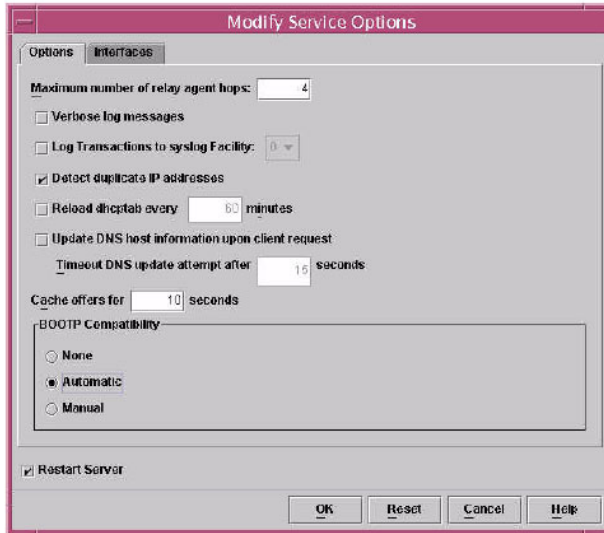 Modify Service Options
Options Interfaces
Maximum number of relay agent hops: 4
Verbose log messages
Log Transactions to syslog Facility: 0
Detect duplicate IP addresses
Reload dhcptab every 60 minutes
Update DNS host information upon client request
Timeout DNS update attempt after 15 seconds
Cache offers for 10 seconds
BOOTP Compatibility
None
Automatic
Manual
Restart Server
OK Reset Cancel Help